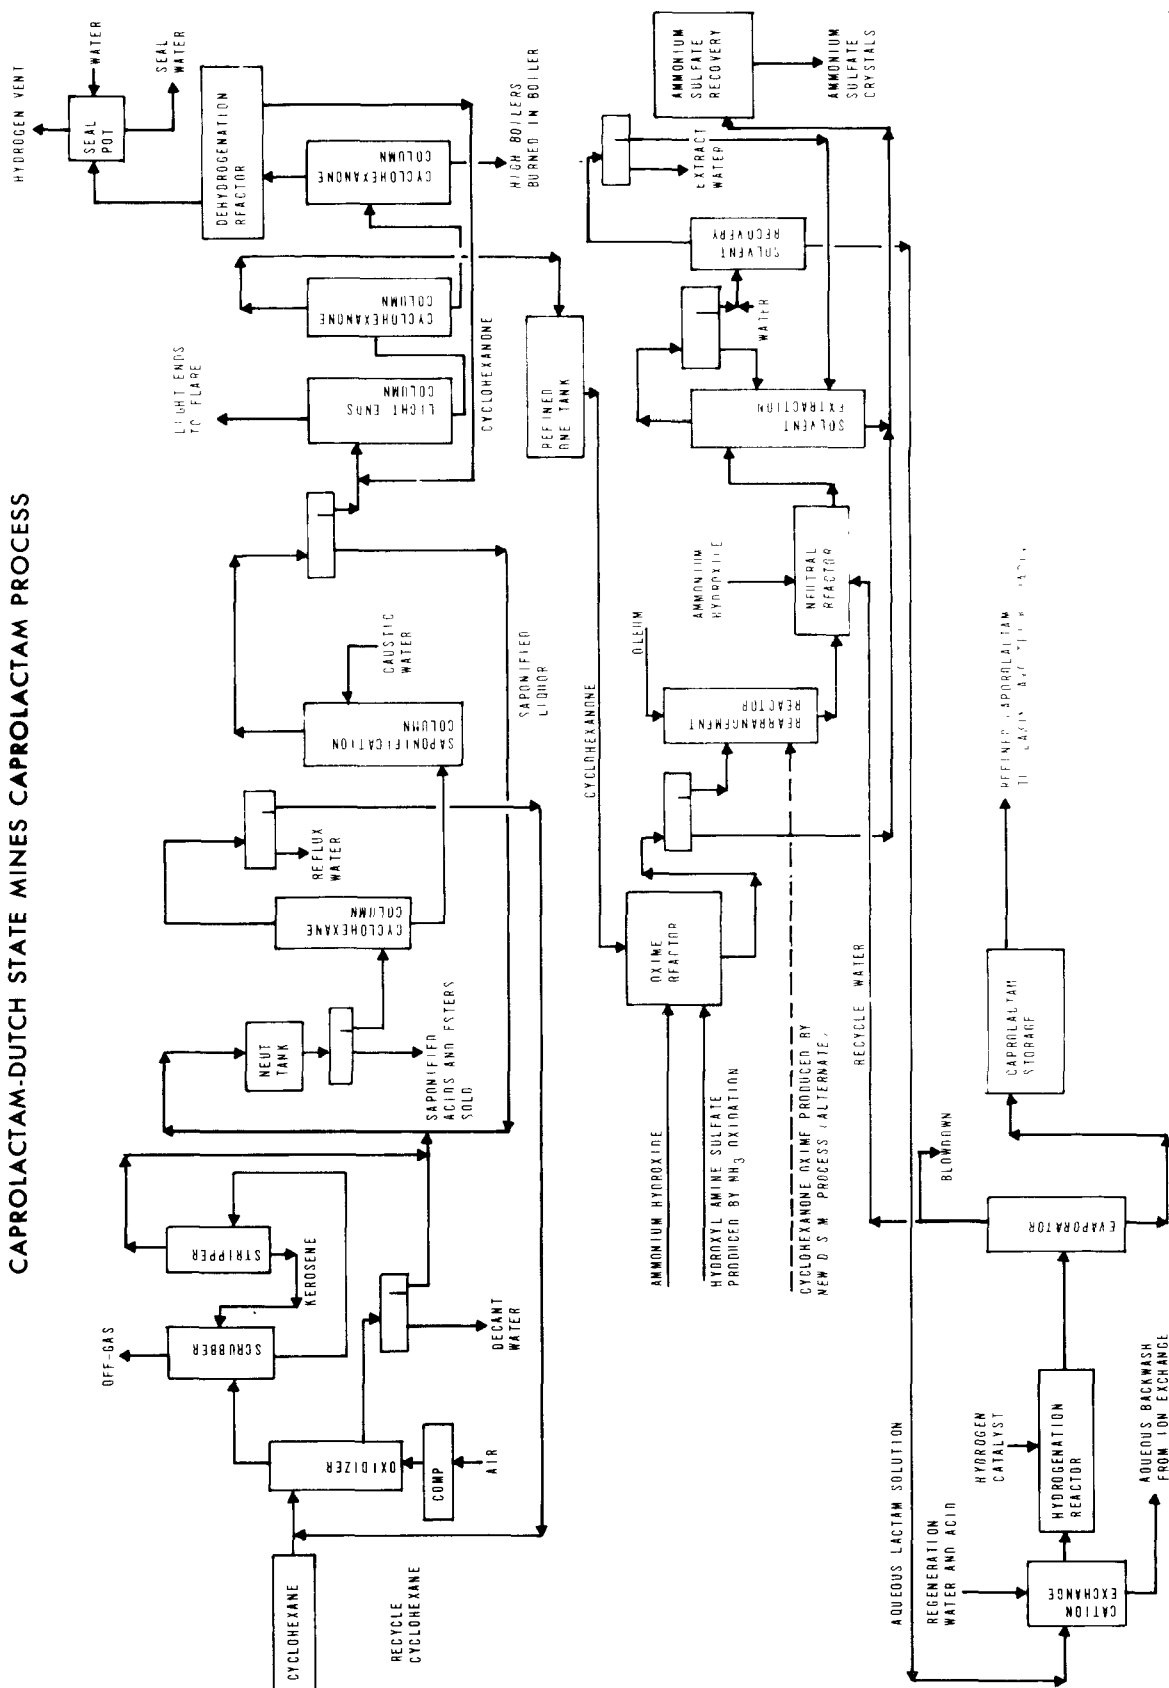 CAPROLACTAM-DUTCH STATE MINES CAPROLACTAM PROCESS
CYCLOHEXANE
RECYCLE
CYCLOHEXANE
OXIDIZER
COMP
AIR
OFF-GAS
SCRUBBER
STRIPPER
KEROSENE
DECANT
WATER
NEUT
TANK
SAPONIFIED
ACIDS AND ESTERS
SOLD
CYCLOHEXANE
COLUMN
REFLUX
WATER
SAPONIFICATION
COLUMN
CAUSTIC
WATER
SAPONIFIED
LIQUOR
LIGHT ENDS
TO FLARE
LIGHT ENDS
COLUMN
CYCLOHEXANONE
CYCLOHEXANONE
COLUMN
CYCLOHEXANONE
COLUMN
HIGH BOILERS
BURNED IN BOILER
DEHYDROGENATION
REACTOR
HYDROGEN VENT
SEAL
POT
WATER
SEAL
WATER
REFINED
ONE TANK
CYCLOHEXANONE
AMMONIUM HYDROXIDE
HYDROXYL AMINE SULFATE
PRODUCED BY NH3 OXIDATION
OXIME
REACTOR
CYCLOHEXANONE OXIME PRODUCED BY
NEW D S M PROCESS (ALTERNATE)
OLEUM
REARRANGEMENT
REACTOR
AMMONIUM
HYDROXIDE
NEUTRAL
REACTOR
RECYCLE WATER
SOLVENT
EXTRACTION
WATER
SOLVENT
RECOVERY
EXTRACT
WATER
AMMONIUM
SULFATE
RECOVERY
AMMONIUM
SULFATE
CRYSTALS
AQUEOUS LACTAM SOLUTION
REGENERATION
WATER AND ACID
CATION
EXCHANGE
AQUEOUS BACKWASH
FROM ION EXCHANGE
HYDROGEN
CATALYST
HYDROGENATION
REACTOR
EVAPORATOR
BLOWDOWN
CAPROLACTAM
STORAGE
REFINED CAPOROLACTAM